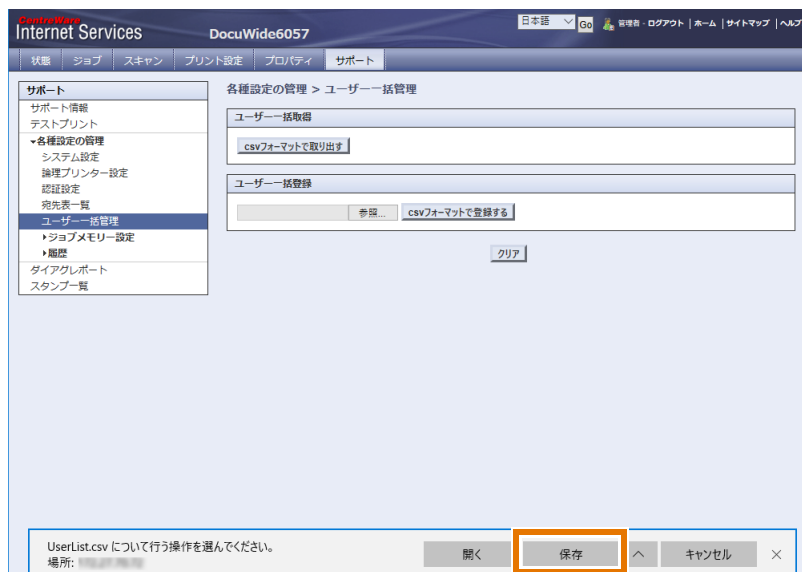 CentreWare
Internet Services
DocuWide6057
日本語 Go 管理者 - ログアウト | ホーム | サイトマップ | ヘルプ
状態 ジョブ スキャン プリント設定 プロパティ サポート
サポート
サポート情報
テストプリント
各種設定の管理
システム設定
論理プリンター設定
認証設定
宛先表一覧
ユーザー一括管理
ジョブメモリー設定
履歴
ダイアグレポート
スタンプ一覧
各種設定の管理 > ユーザー一括管理
ユーザー一括取得
csvフォーマットで取り出す
ユーザー一括登録
参照... csvフォーマットで登録する
クリア
UserList.csv について行う操作を選んでください。
場所:
開く 保存 キャンセル